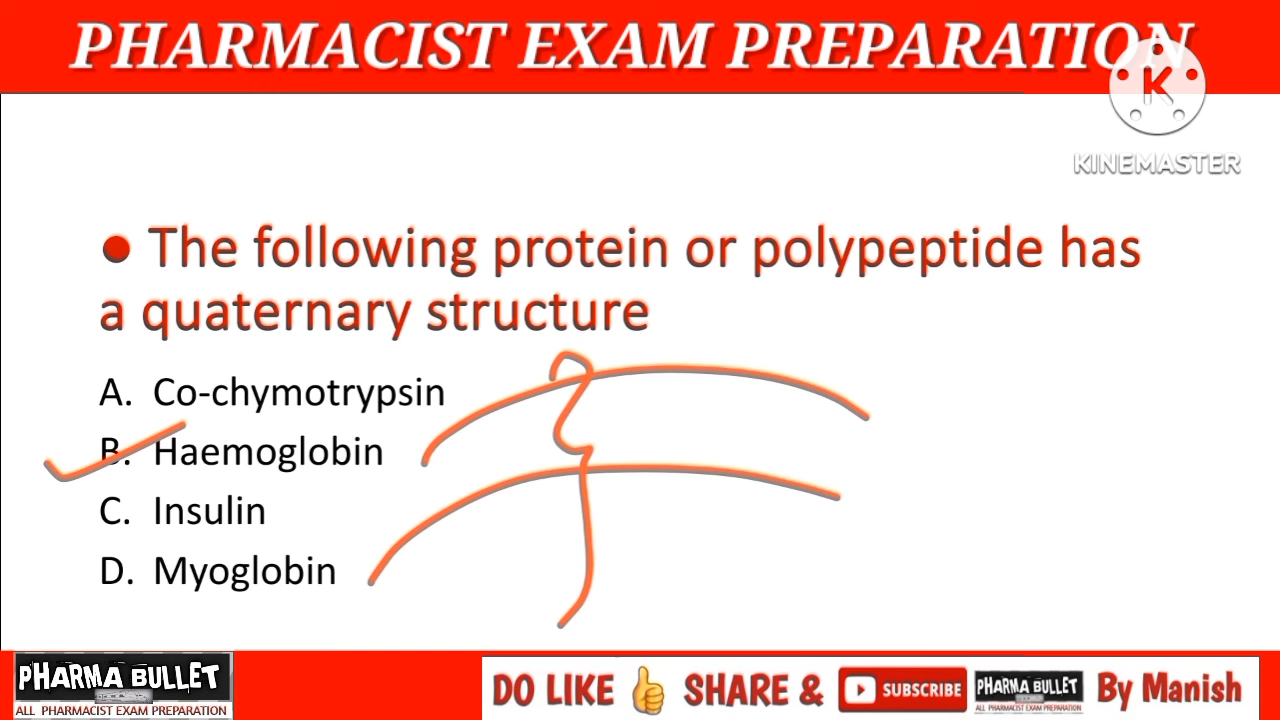 PHARMACIST EXAM PREPARATION
K
KINEMASTER
● The following protein or polypeptide has
a quaternary structure
A. Co-chymotrypsin
B. Haemoglobin
C. Insulin
D. Myoglobin
PHARMA BULLET
ALL PHARMACIST EXAM PREPARATION
DO LIKE 👍 SHARE & SUBSCRIBE PHARMA BULLET By Manish
ALL PHARMACIST EXAM PREPARATION